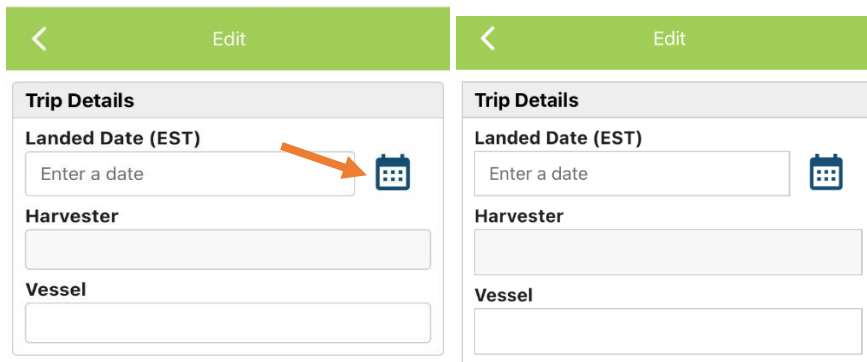 Edit
Trip Details
Landed Date (EST)
Enter a date
Harvester
Vessel
Edit
Trip Details
Landed Date (EST)
Enter a date
Harvester
Vessel